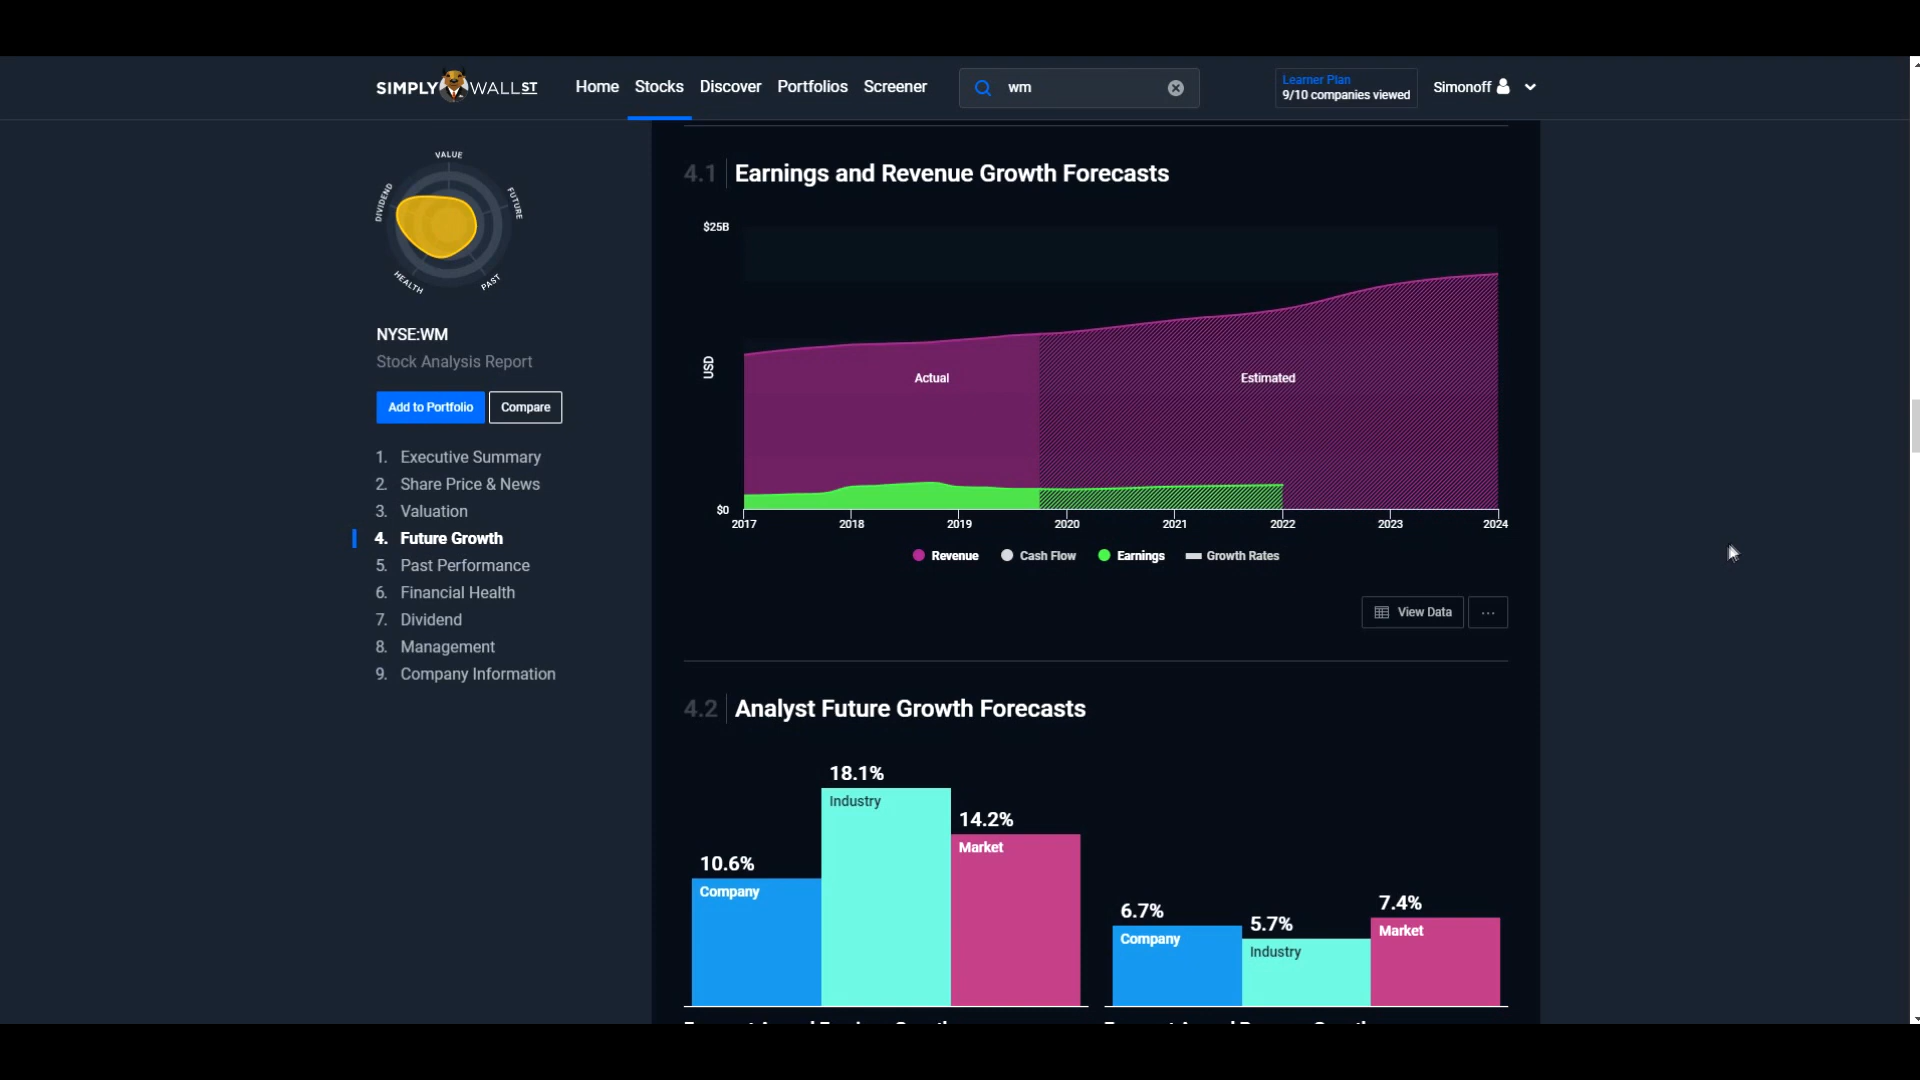 SIMPLY WALLST
Home Stocks Discover Portfolios Screener
wm
Learner Plan
9/10 companies viewed
Simonoff
VALUE
FUTURE
PAST
HEALTH
DIVIDEND
NYSE:WM
Stock Analysis Report
Add to Portfolio Compare
1. Executive Summary
2. Share Price & News
3. Valuation
4. Future Growth
5. Past Performance
6. Financial Health
7. Dividend
8. Management
9. Company Information
4.1 Earnings and Revenue Growth Forecasts
$25B
USD
Actual Estimated
$0
2017 2018 2019 2020 2021 2022 2023 2024
Revenue Cash Flow Earnings Growth Rates
View Data ...
4.2 Analyst Future Growth Forecasts
10.6%
Company
18.1%
Industry
14.2%
Market
6.7%
Company
5.7%
Industry
7.4%
Market